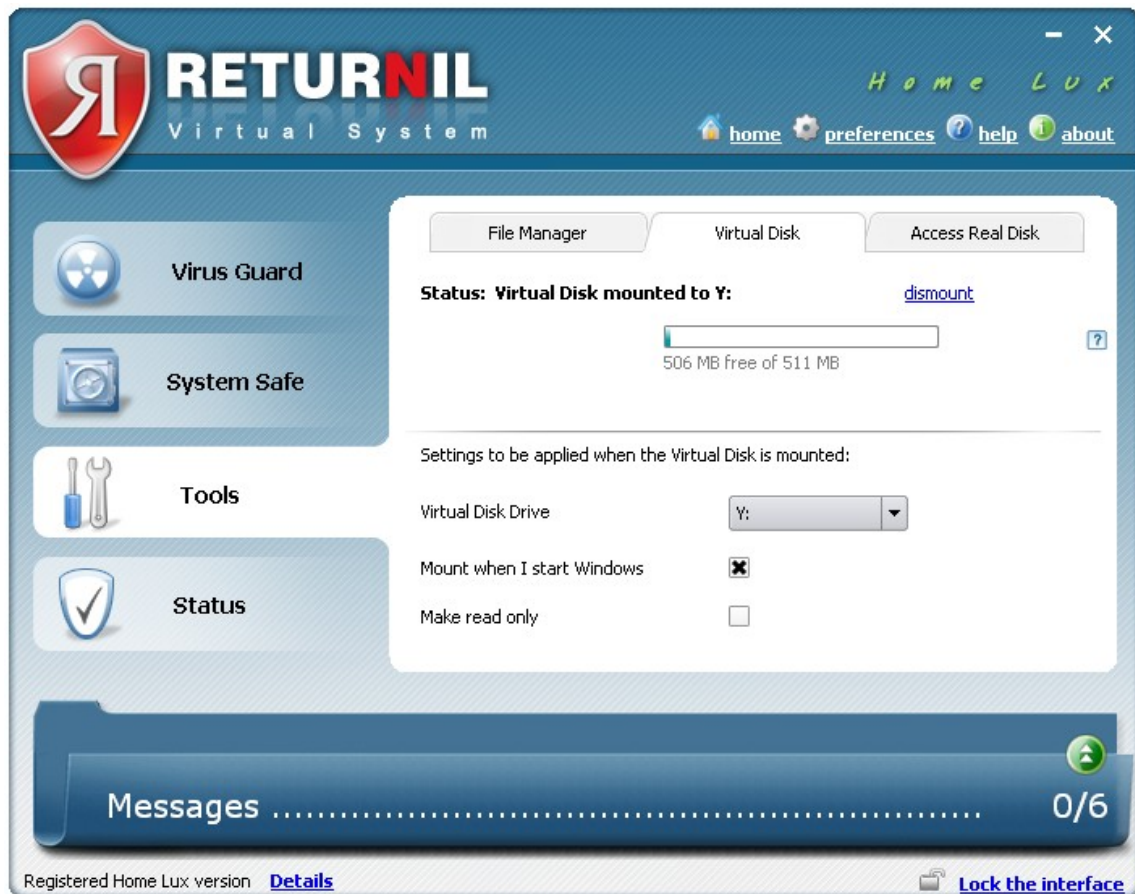 RETURNIL
Virtual System
Home Lux
home preferences help about
Virus Guard
System Safe
Tools
Status
File Manager Virtual Disk Access Real Disk
Status: Virtual Disk mounted to Y: dismount
506 MB free of 511 MB
?
Settings to be applied when the Virtual Disk is mounted:
Virtual Disk Drive Y:
Mount when I start Windows
Make read only
Messages ............................................................... 0/6
Registered Home Lux version Details Lock the interface